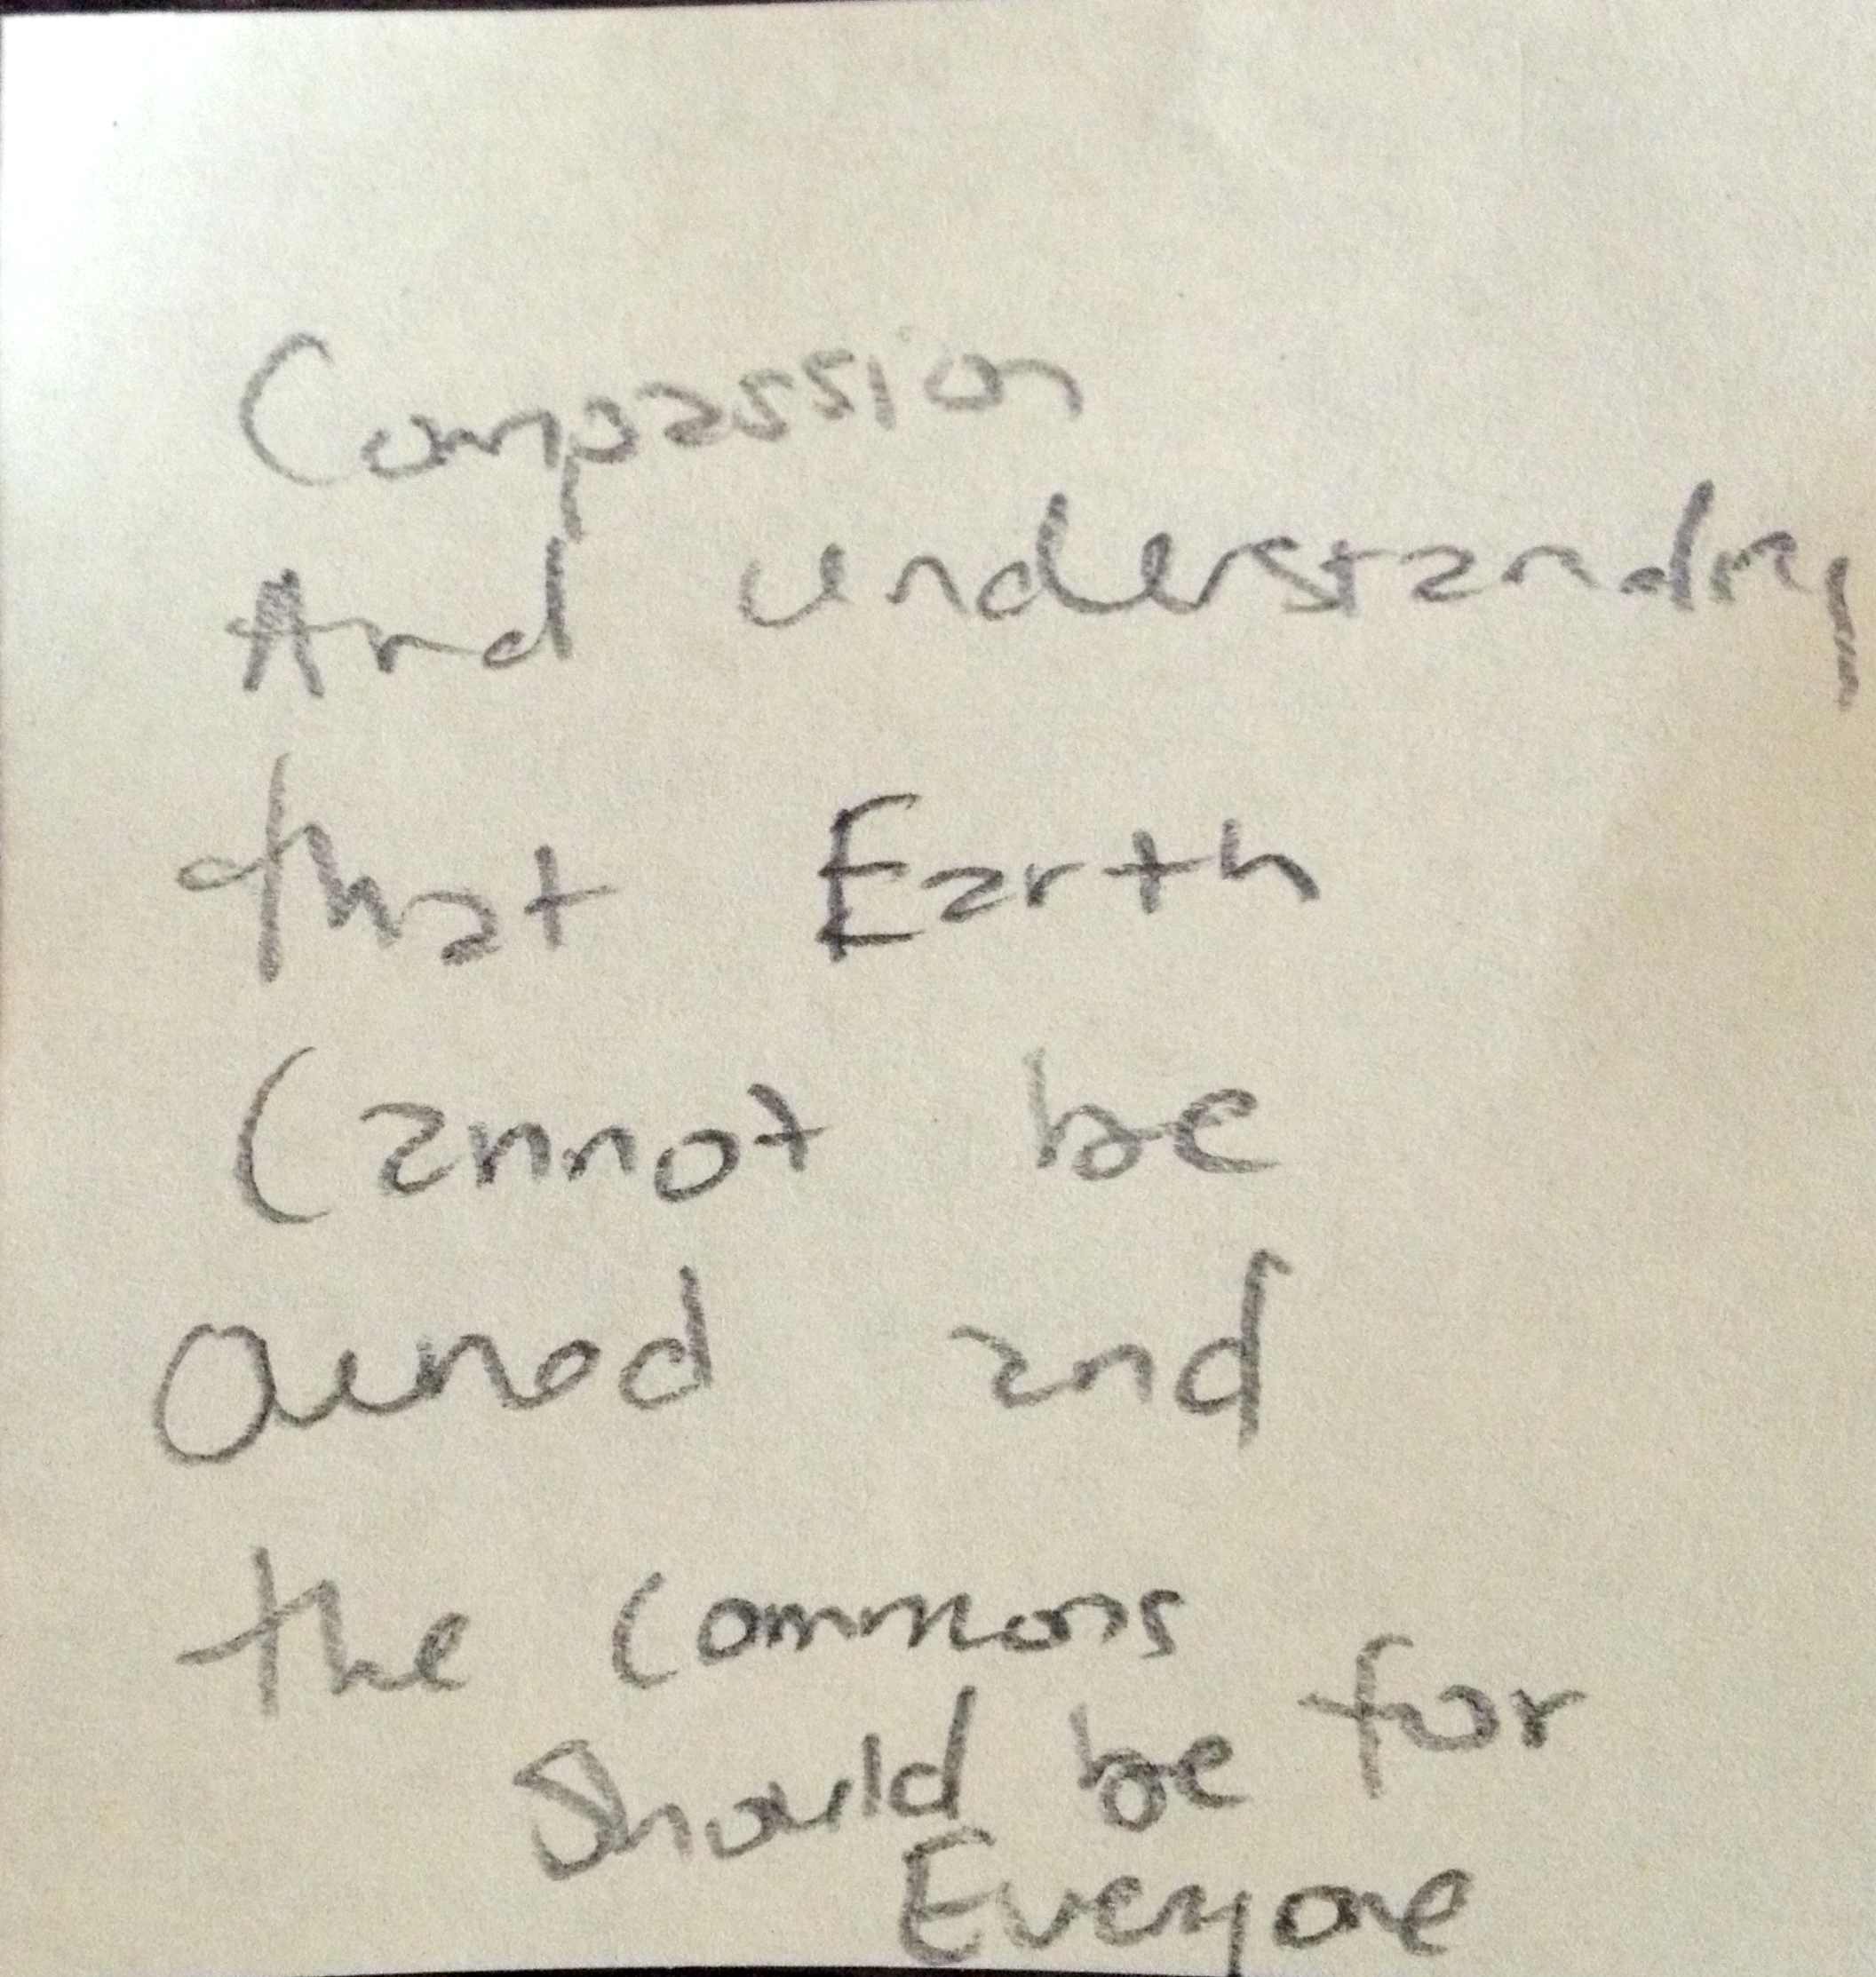 Compassion
And understanding
that Earth
Cannot be
Owned and
the Commons
Should be for
Everyone